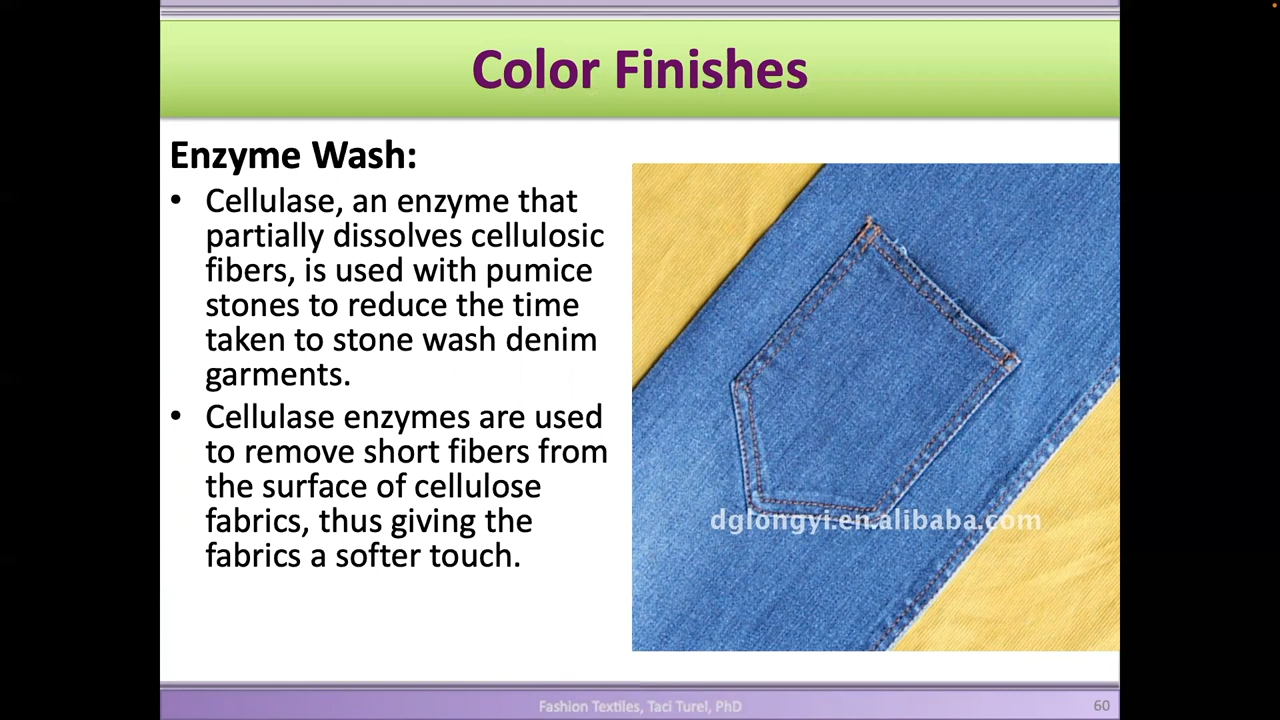 Color Finishes
Enzyme Wash:
• Cellulase, an enzyme that
partially dissolves cellulosic
fibers, is used with pumice
stones to reduce the time
taken to stone wash denim
garments.
• Cellulase enzymes are used
to remove short fibers from
the surface of cellulose
fabrics, thus giving the
fabrics a softer touch.
dglongyi.en.alibaba.com
Fashion Textiles, Taci Turel, PhD
60